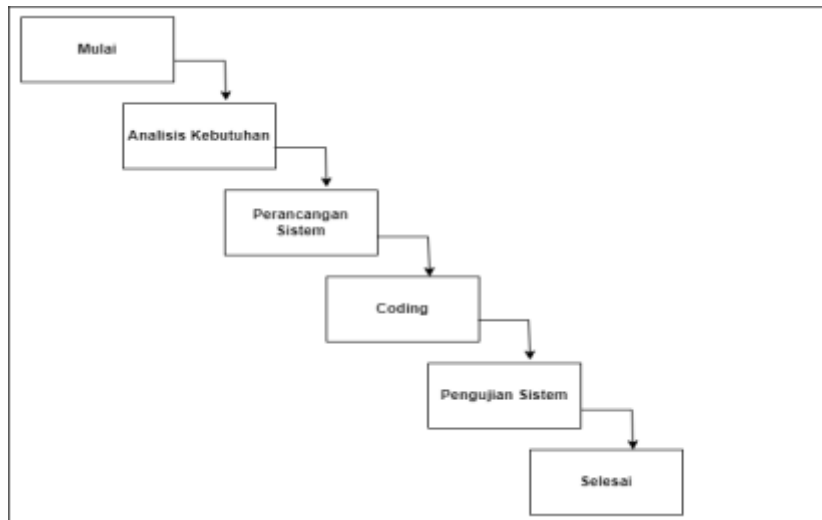 Mulai
Analisis Kebutuhan
Perancangan
Sistem
Coding
Pengujian Sistem
Selesai